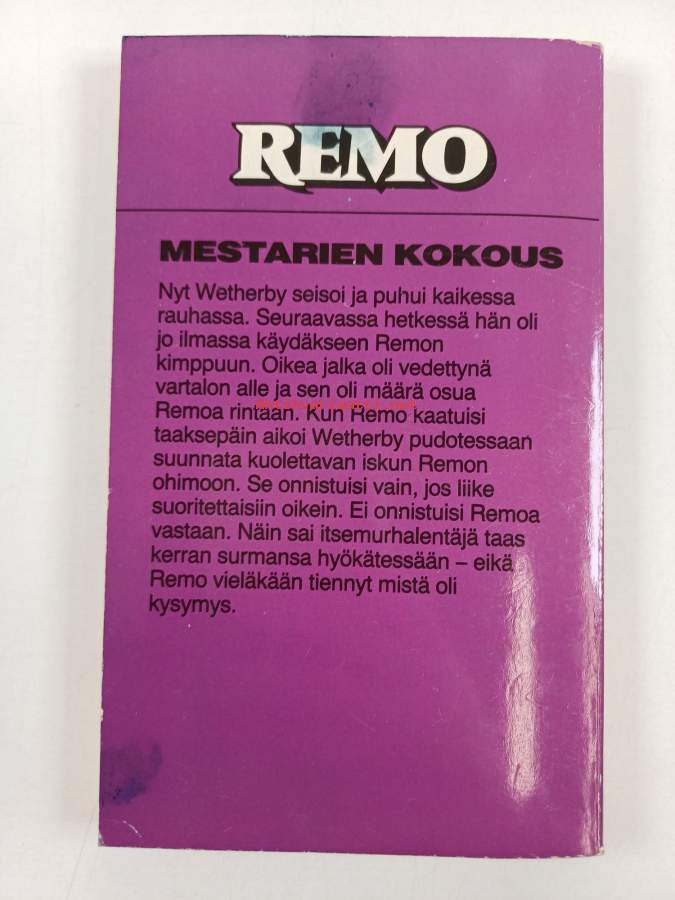 REMO
MESTARIEN KOKOUS
Nyt Wetherby seisoi ja puhui kaikessa
rauhassa. Seuraavassa hetkessä hän oli
jo ilmassa käydäkseen Remon
kimppuun. Oikea jalka oli vedettynä
vartalon alle ja sen oli määrä osua
Remoa rintaan. Kun Remo kaatuisi
taaksepäin aikoi Wetherby pudotessaan
suunnata kuolettavan iskun Remon
ohimoon. Se onnistuisi vain, jos liike
suoritettaisiin oikein. Ei onnistuisi Remoa
vastaan. Näin sai itsemurhalentäjä taas
kerran surmansa hyökätessään – eikä
Remo vieläkään tiennyt mistä oli
kysymys.